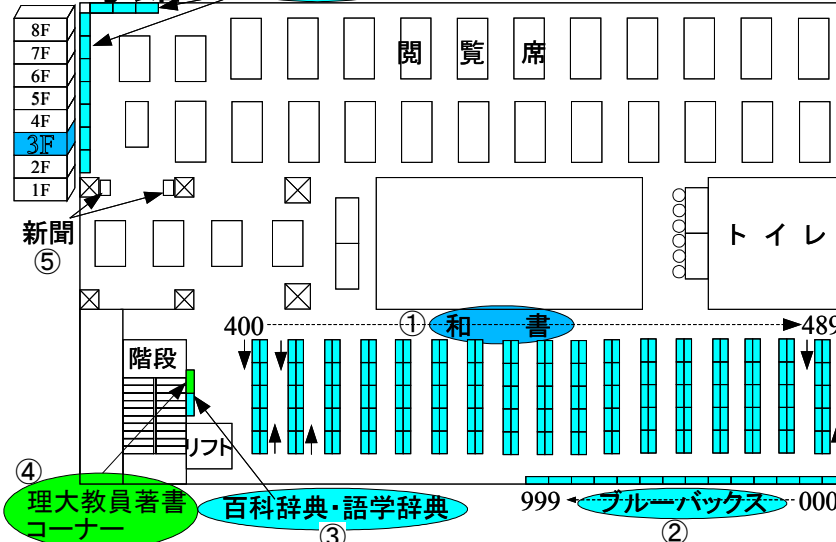 8F
7F
6F
5F
4F
3F
2F
1F
閲 覧 席
新聞
⑤
トイレ
① 和 書
400
489
階段
リフト
④
理大教員著書
コーナー
百科辞典・語学辞典
③
999
ブルーバックス
000
②